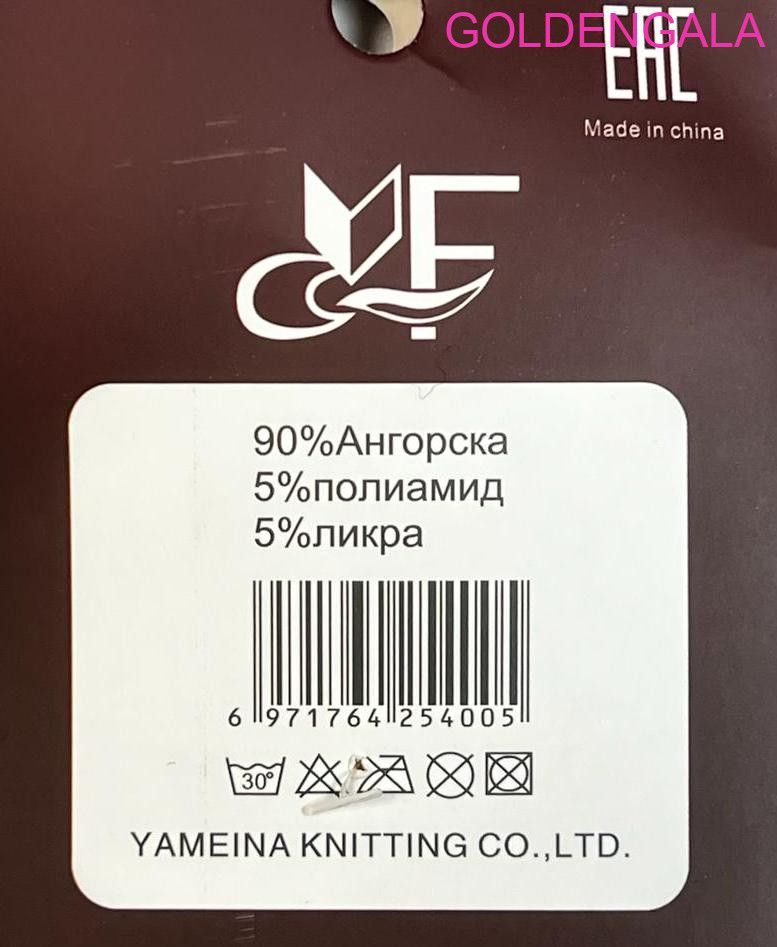 GOLDENGALA
EAC
Made in china
YF
90%Ангорска
5%полиамид
5%ликра
6 971764 254005
30°
YAMEINA KNITTING CO.,LTD.